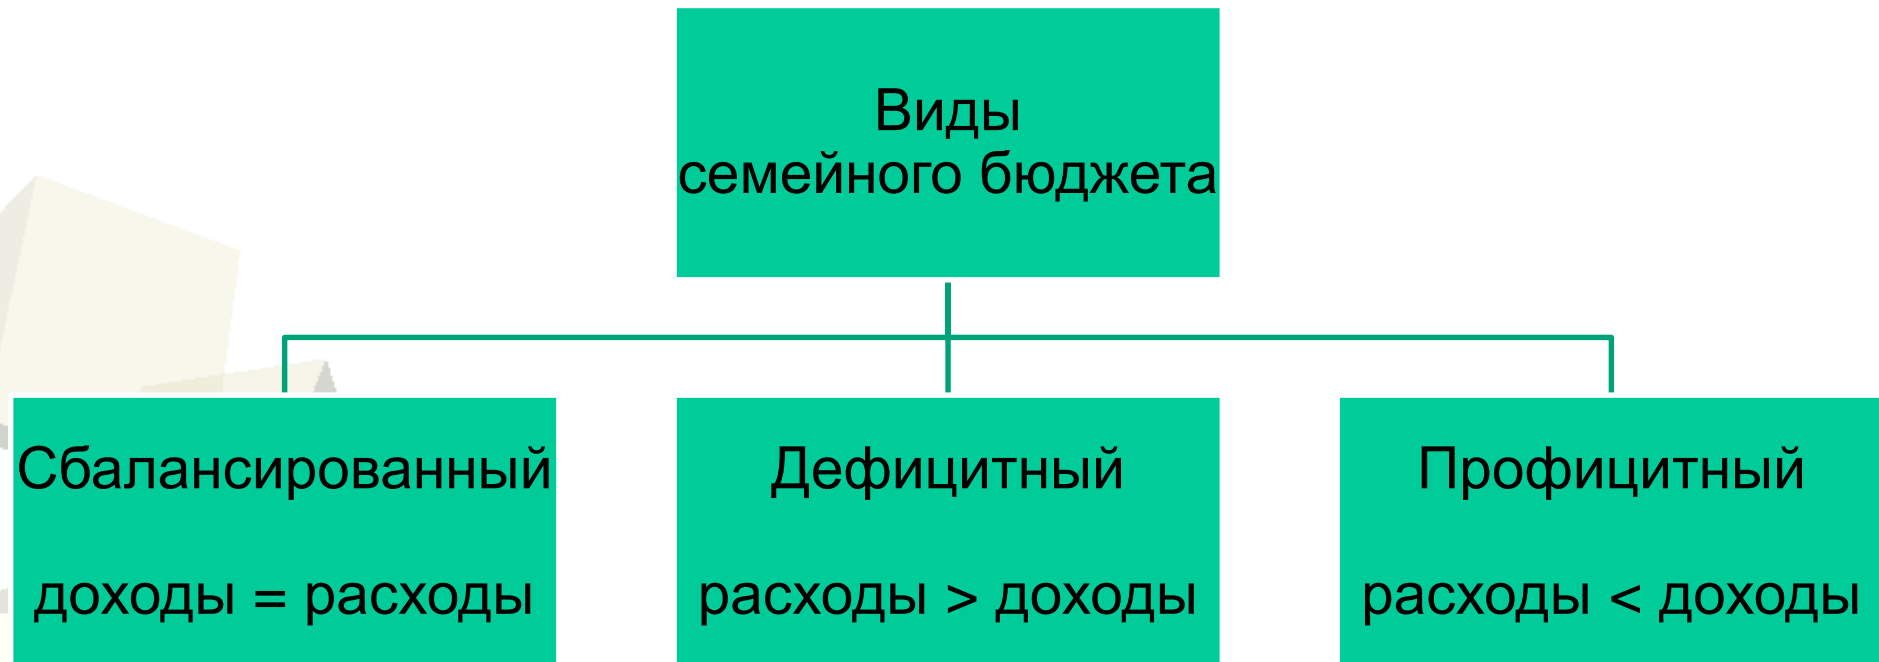 Виды
семейного бюджета
Сбалансированный
доходы = расходы
Дефицитный
расходы > доходы
Профицитный
расходы < доходы